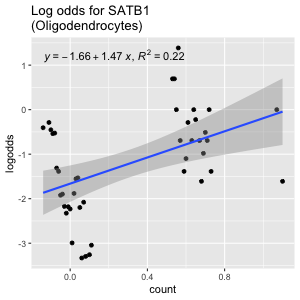 Log odds for SATB1
(Oligodendrocytes)
y = −1.66 + 1.47 x, R² = 0.22
1
0
-1
-2
-3
logodds
0.0 0.4 0.8
count